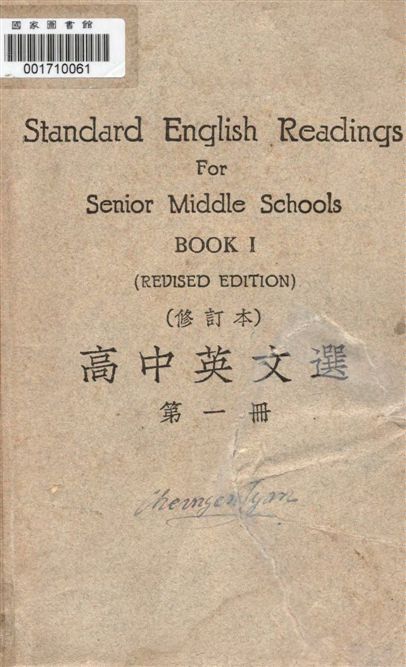 國家圖書館
001710061
Standard English Readings
For
Senior Middle Schools
BOOK I
(REVISED EDITION)
(修訂本)
高中英文選
第一冊